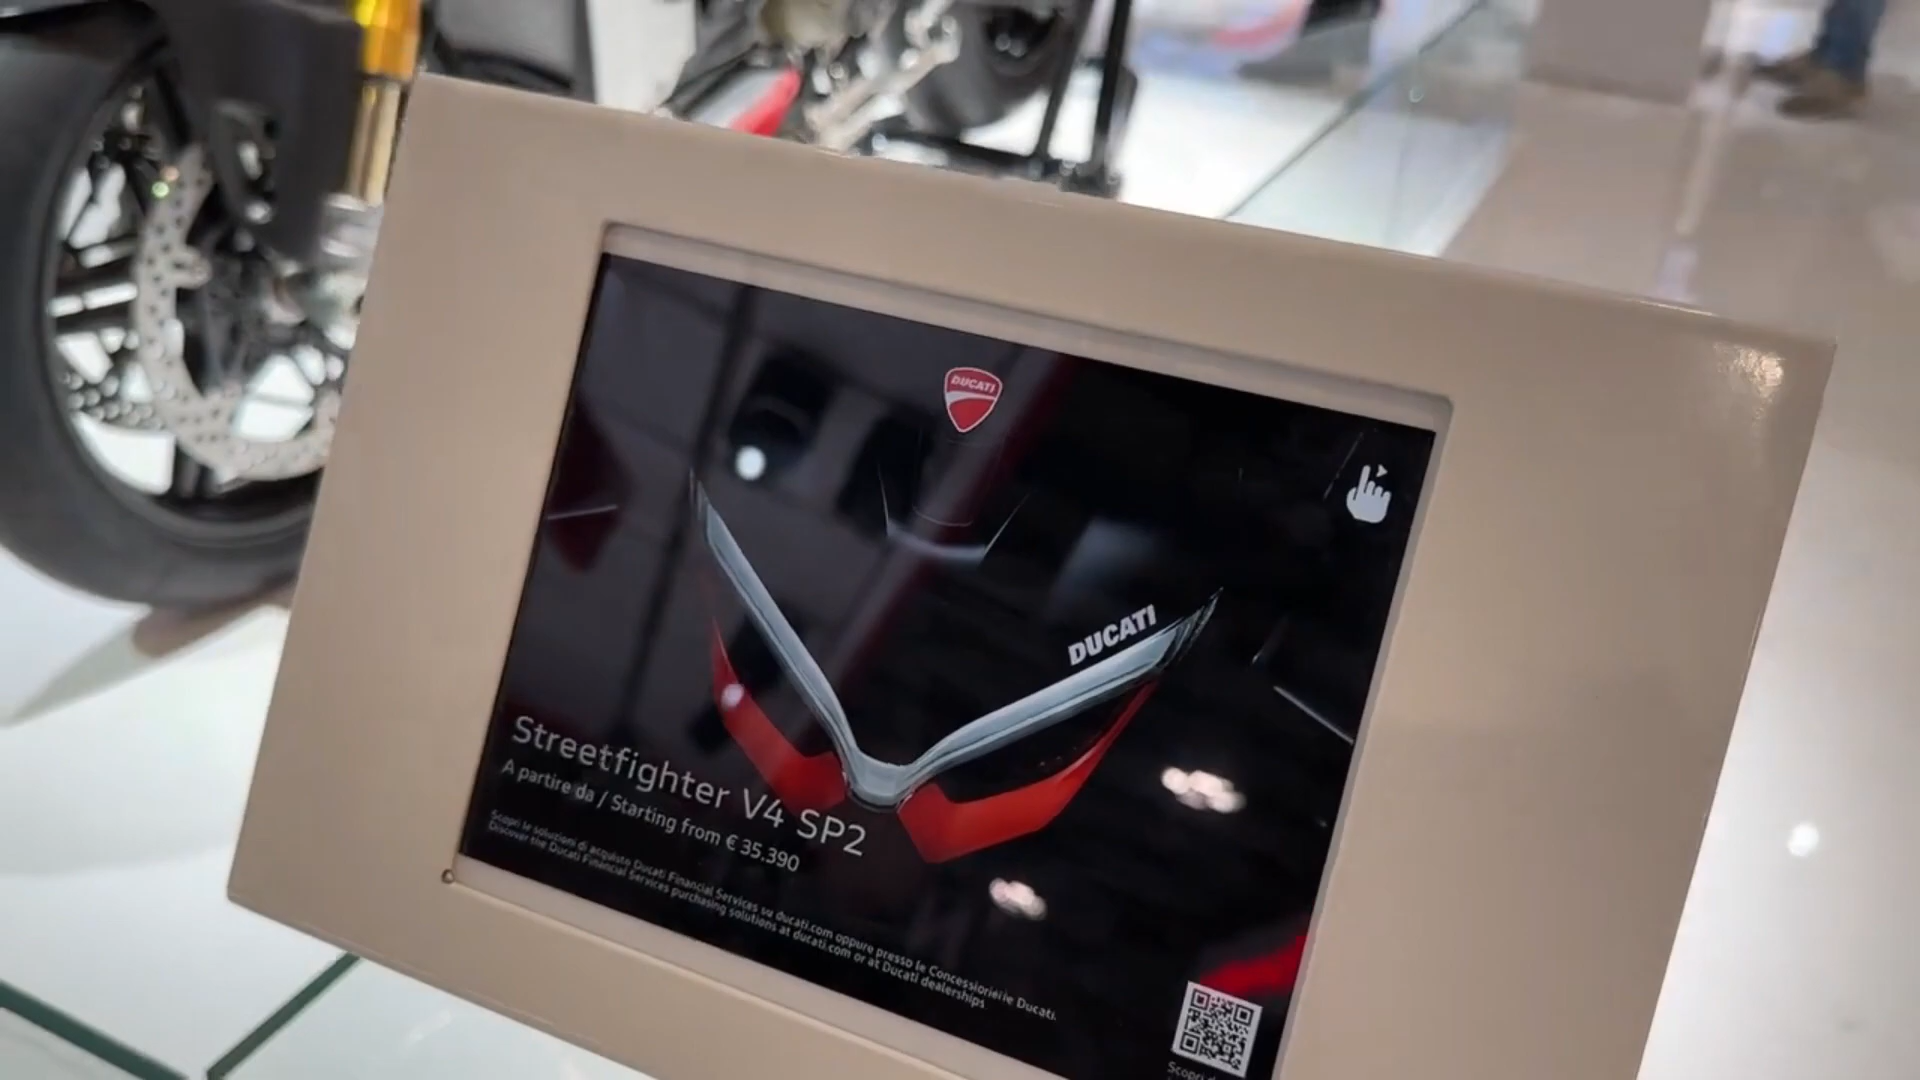 DUCATI
DUCATI
Streetfighter V4 SP2
A partire da / Starting from € 35.390
Scopri le soluzioni di acquisto Ducati Financial Services su ducati.com oppure presso le Concessionarie Ducati.
Discover the Ducati Financial Services purchasing solutions at ducati.com or at Ducati dealerships
Scopri